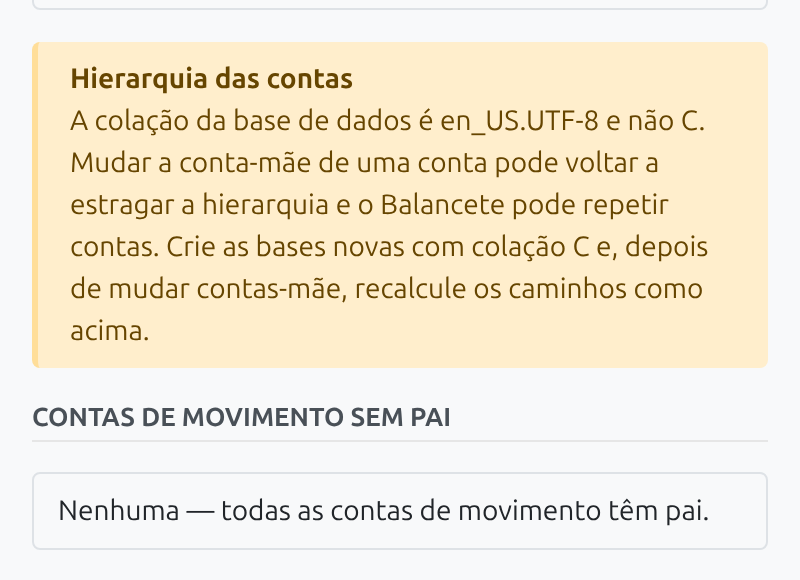 Hierarquia das contas
A colação da base de dados é en_US.UTF-8 e não C.
Mudar a conta-mãe de uma conta pode voltar a
estragar a hierarquia e o Balancete pode repetir
contas. Crie as bases novas com colação C e, depois
de mudar contas-mãe, recalcule os caminhos como
acima.
CONTAS DE MOVIMENTO SEM PAI
Nenhuma — todas as contas de movimento têm pai.